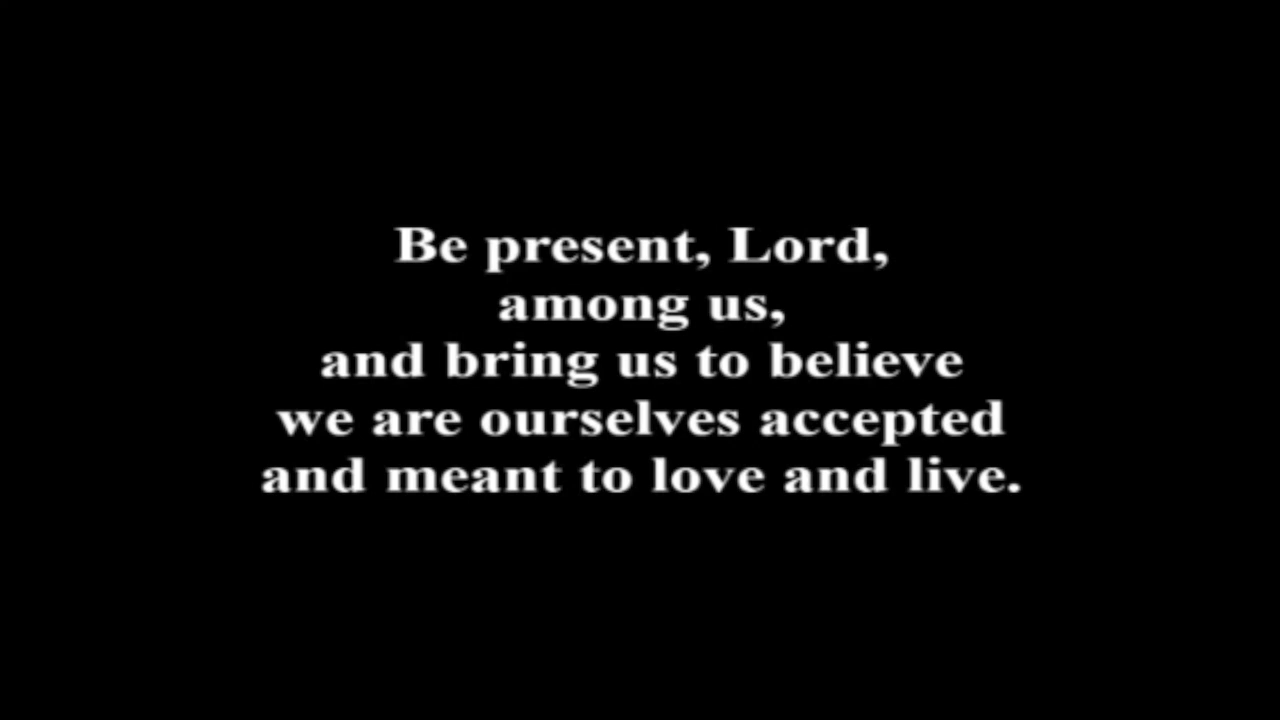 Be present, Lord,
among us,
and bring us to believe
we are ourselves accepted
and meant to love and live.